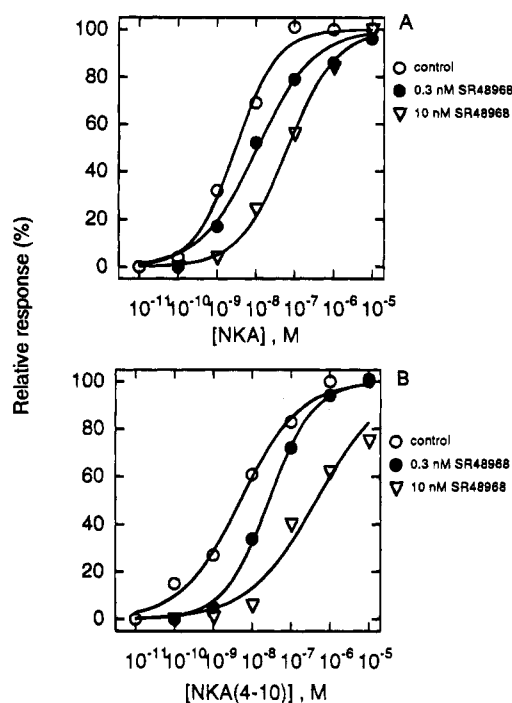 A
100
80
60
40
20
0
control
0.3 nM SR48968
10 nM SR48968
10⁻¹¹ 10⁻¹⁰ 10⁻⁹ 10⁻⁸ 10⁻⁷ 10⁻⁶ 10⁻⁵
[NKA] , M
Relative response (%)
B
100
80
60
40
20
0
control
0.3 nM SR48968
10 nM SR48968
10⁻¹¹ 10⁻¹⁰ 10⁻⁹ 10⁻⁸ 10⁻⁷ 10⁻⁶ 10⁻⁵
[NKA(4-10)] , M